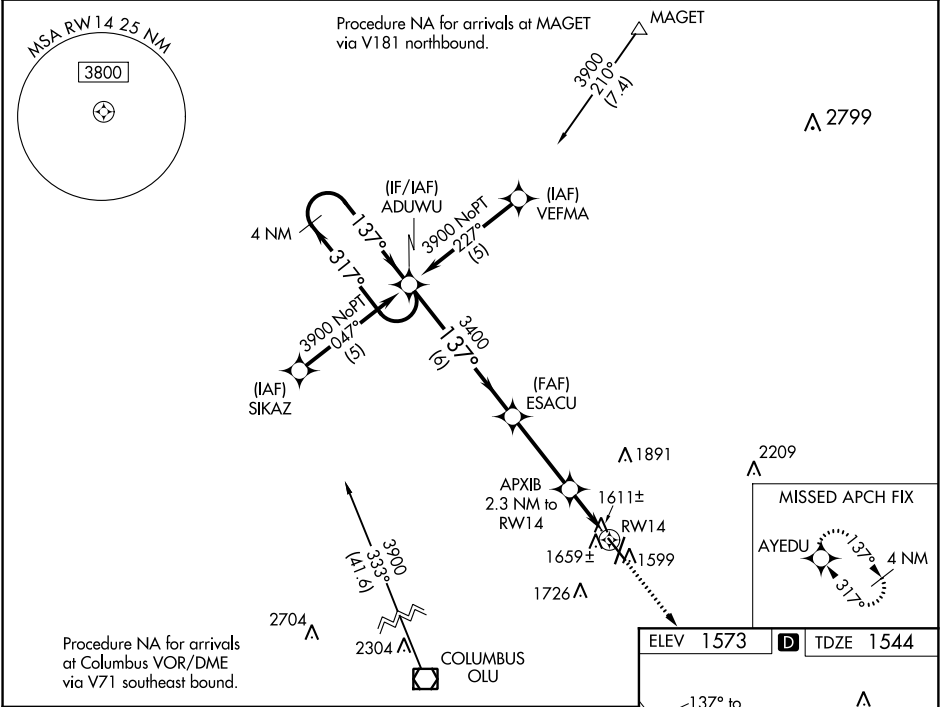 MSA RW 14 25 NM
3800
Procedure NA for arrivals at MAGET
via V181 northbound.
MAGET
3900
210°
(7.4)
2799
(IF/IAF)
ADUWU
(IAF)
VEFMA
3900 NoPT
227°
(5)
4 NM
137°
317°
3900 NoPT
047°
(5)
(IAF)
SIKAZ
3400
137°
(6)
(FAF)
ESACU
1891
2209
APXIB
2.3 NM to
RW14
1611±
RW14
1659±
1599
1726
MISSED APCH FIX
AYEDU
137°
4 NM
317°
3900
333°
(41.6)
2704
2304
COLUMBUS
OLU
Procedure NA for arrivals
at Columbus VOR/DME
via V71 southeast bound.
ELEV 1573 D TDZE 1544
137° to